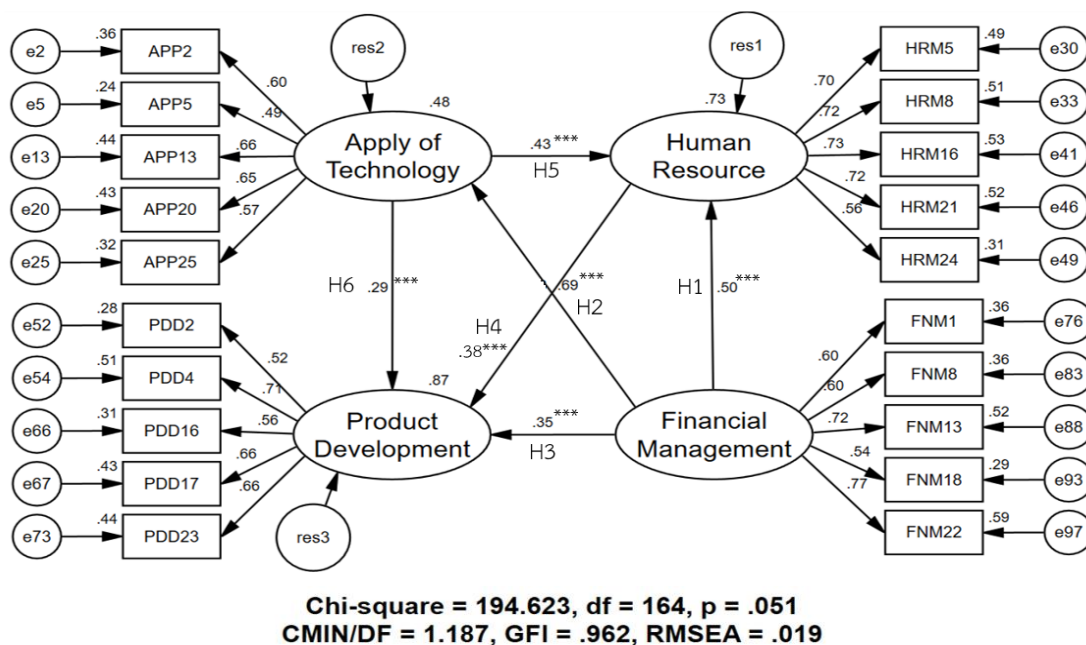 e2
.36
APP2
e5
.24
APP5
e13
.44
APP13
e20
.43
APP20
e25
.32
APP25
.60
.49
.66
.65
.57
res2
.48
Apply of
Technology
.43***
H5
res1
.73
Human
Resource
.70
.72
.73
.72
.56
HRM5
.49
e30
HRM8
.51
e33
HRM16
.53
e41
HRM21
.52
e46
HRM24
.31
e49
H6
.29 ***
H4
.38***
.69***
H2
H1
.50***
e52
.28
PDD2
e54
.51
PDD4
e66
.31
PDD16
e67
.43
PDD17
e73
.44
PDD23
.52
.71
.56
.66
.66
.87
Product
Development
res3
.35***
H3
Financial
Management
.60
.60
.72
.54
.77
FNM1
.36
e76
FNM8
.36
e83
FNM13
.52
e88
FNM18
.29
e93
FNM22
.59
e97
Chi-square = 194.623, df = 164, p = .051
CMIN/DF = 1.187, GFI = .962, RMSEA = .019